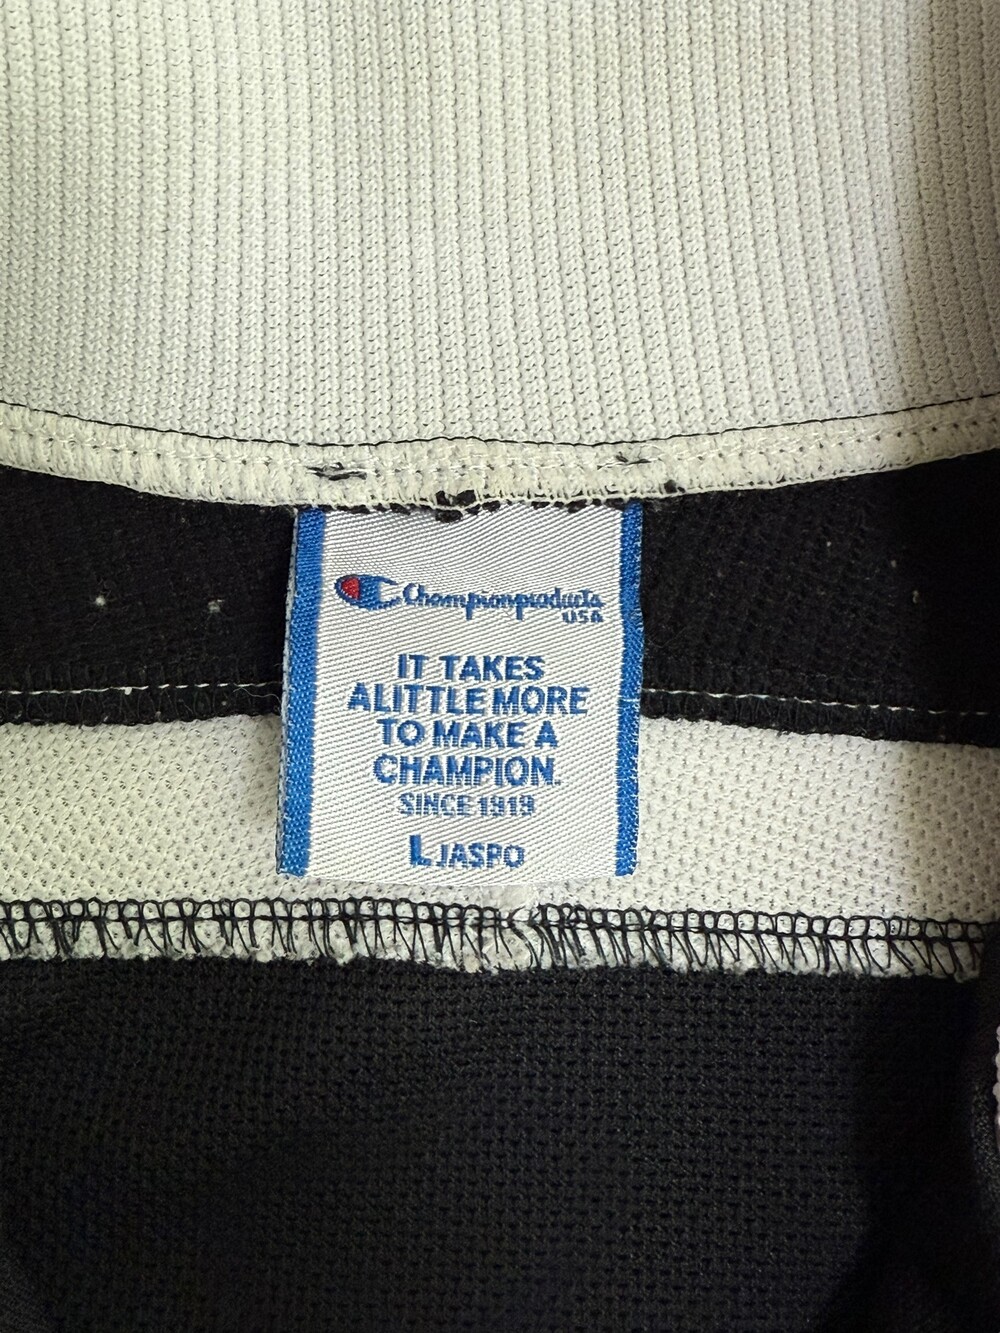 Championproducts
USA
IT TAKES
ALITTLE MORE
TO MAKE A
CHAMPION.
SINCE 1919
L JASPO